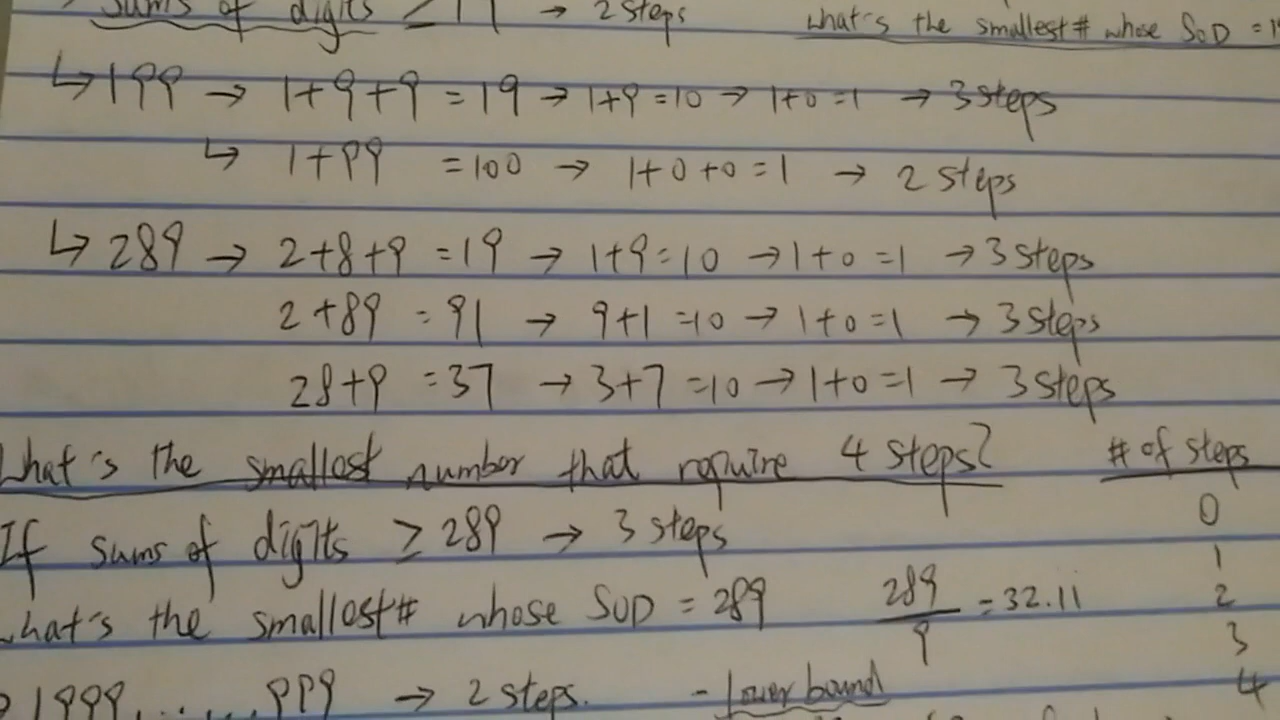 sums of digits ≥ 19 → 2 steps what's the smallest # whose SoD = 19
↳ 199 → 1+9+9 = 19 → 1+9 = 10 → 1+0 = 1 → 3 steps
↳ 1+99 = 100 → 1+0+0 = 1 → 2 steps
↳ 289 → 2+8+9 = 19 → 1+9 = 10 → 1+0 = 1 → 3 steps
2+89 = 91 → 9+1 = 10 → 1+0 = 1 → 3 steps
28+9 = 37 → 3+7 = 10 → 1+0 = 1 → 3 steps
What's the smallest number that require 4 steps? # of steps
0
If sums of digits ≥ 289 → 3 steps
1
what's the smallest # whose SOD = 289 289/9 = 32.11
2
3
1999.......999 → 2 steps. - lower bound
4